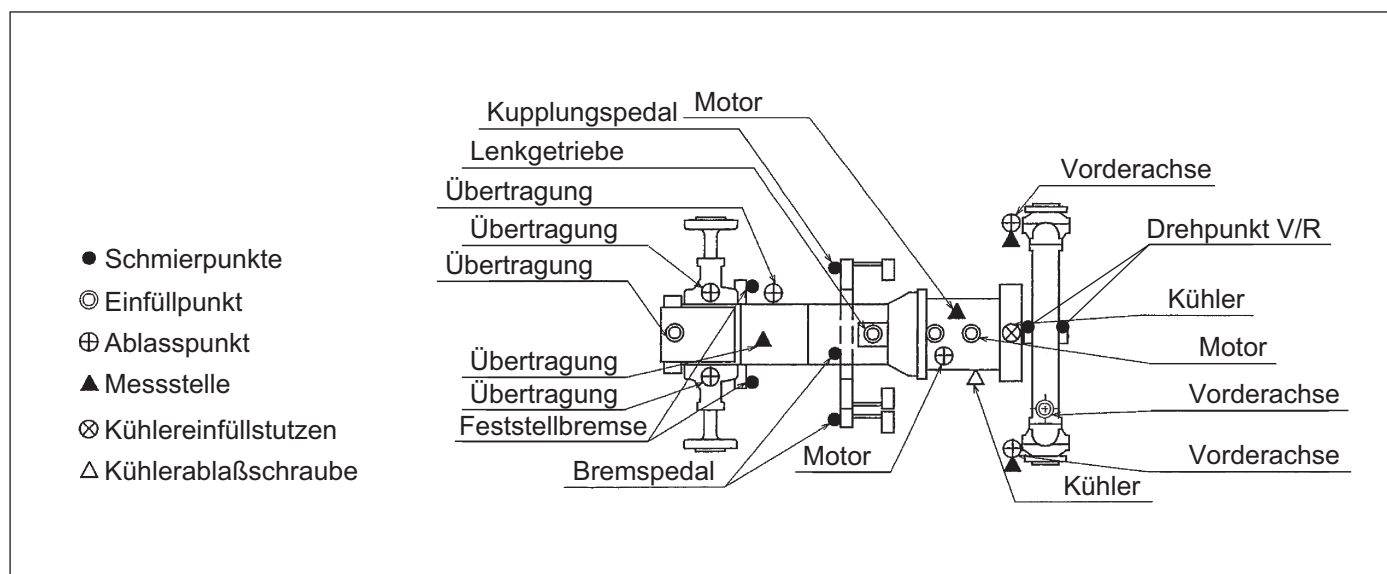 Kupplungspedal
Motor
Lenkgetriebe
Übertragung
Übertragung
Übertragung
Vorderachse
Drehpunkt V/R
Kühler
Motor
Vorderachse
Vorderachse
Kühler
Motor
Übertragung
Übertragung
Feststellbremse
Bremspedal
Schmierpunkte
Einfüllpunkt
Ablasspunkt
Messstelle
Kühlereinfüllstutzen
Kühlerablaßschraube